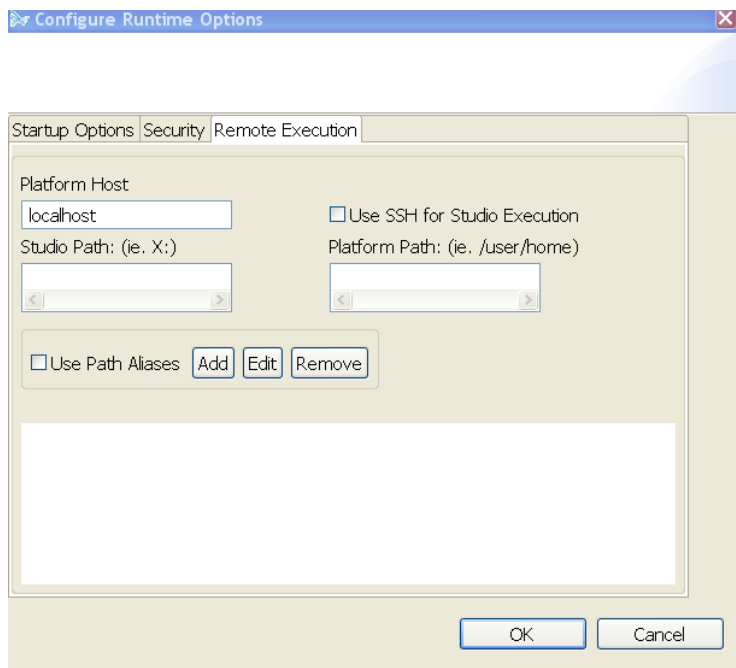 Configure Runtime Options
Startup Options Security Remote Execution
Platform Host
localhost
Use SSH for Studio Execution
Studio Path: (ie. X:) Platform Path: (ie. /user/home)
Use Path Aliases Add Edit Remove
OK Cancel